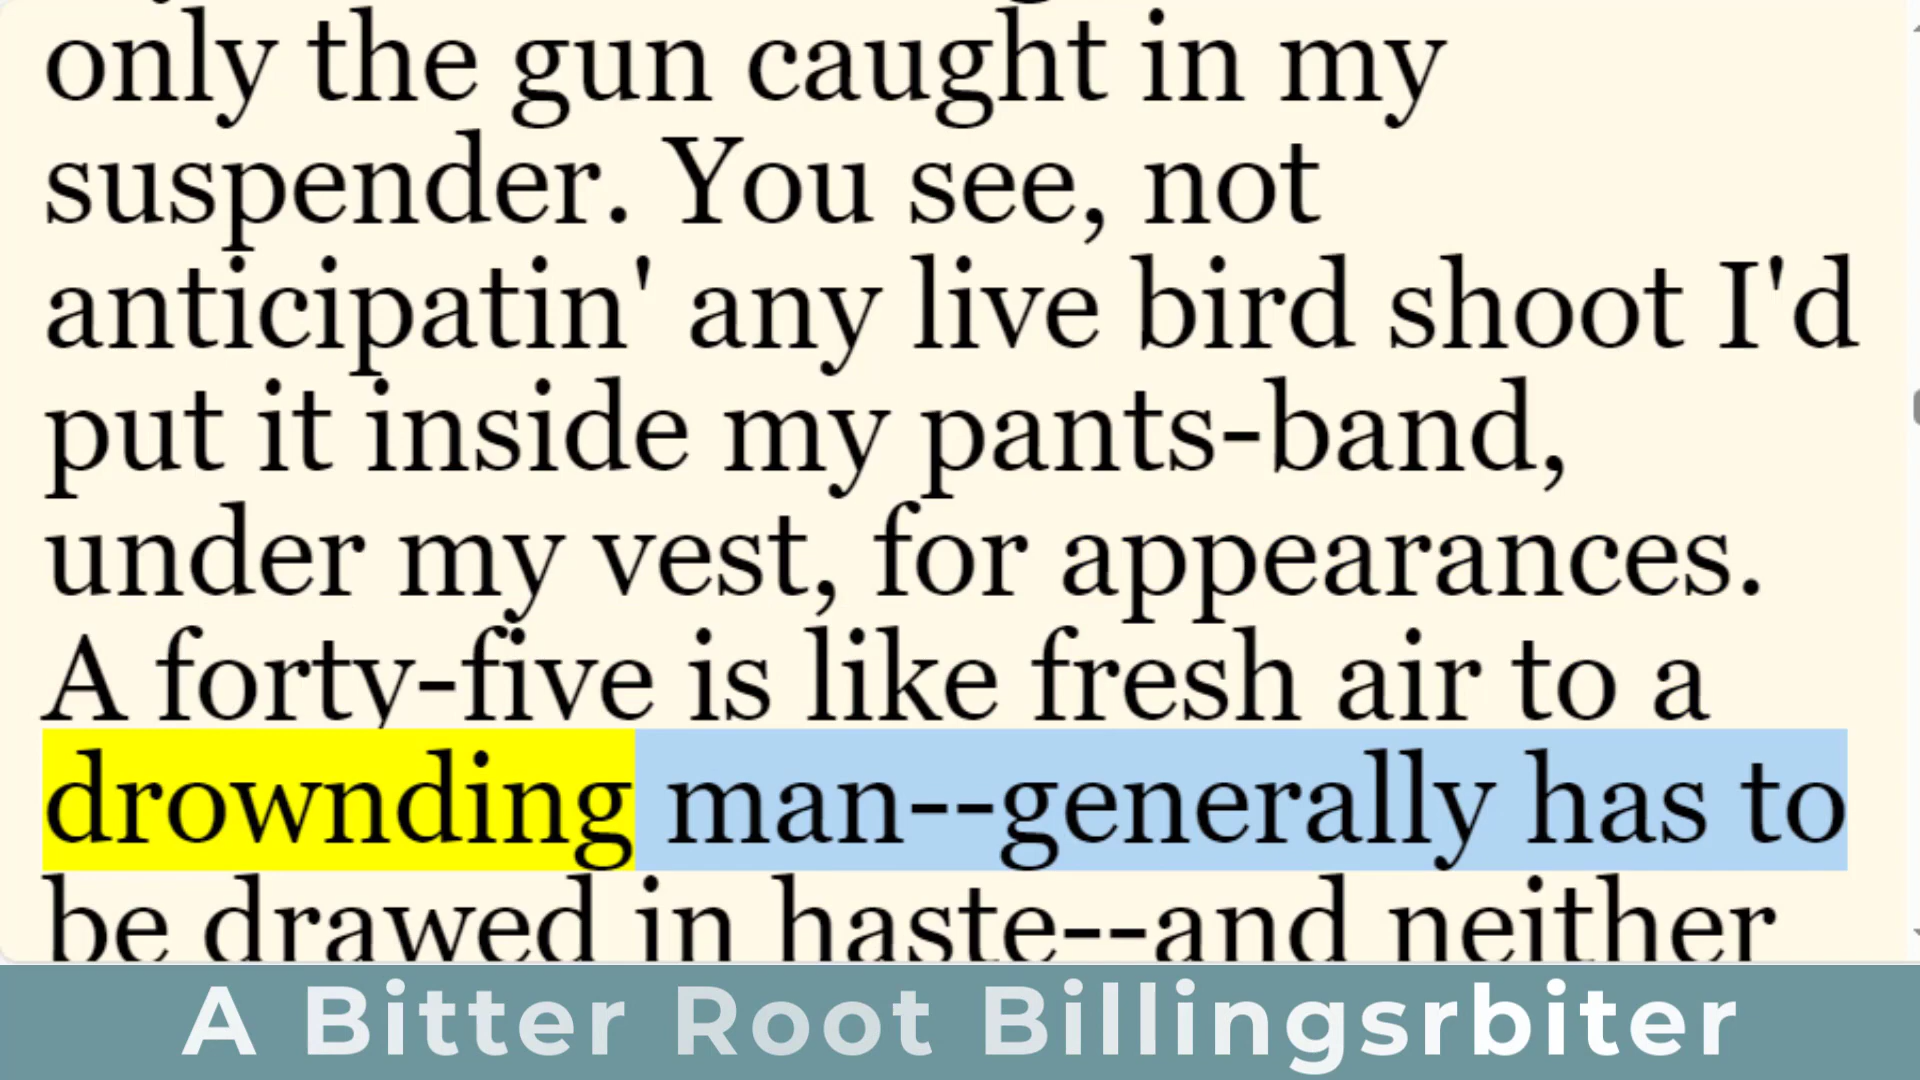 only the gun caught in my
suspender. You see, not
anticipatin' any live bird shoot I'd
put it inside my pants-band,
under my vest, for appearances.
A forty-five is like fresh air to a
drownding man--generally has to
be drawed in haste--and neither
A Bitter Root Billingsrbiter